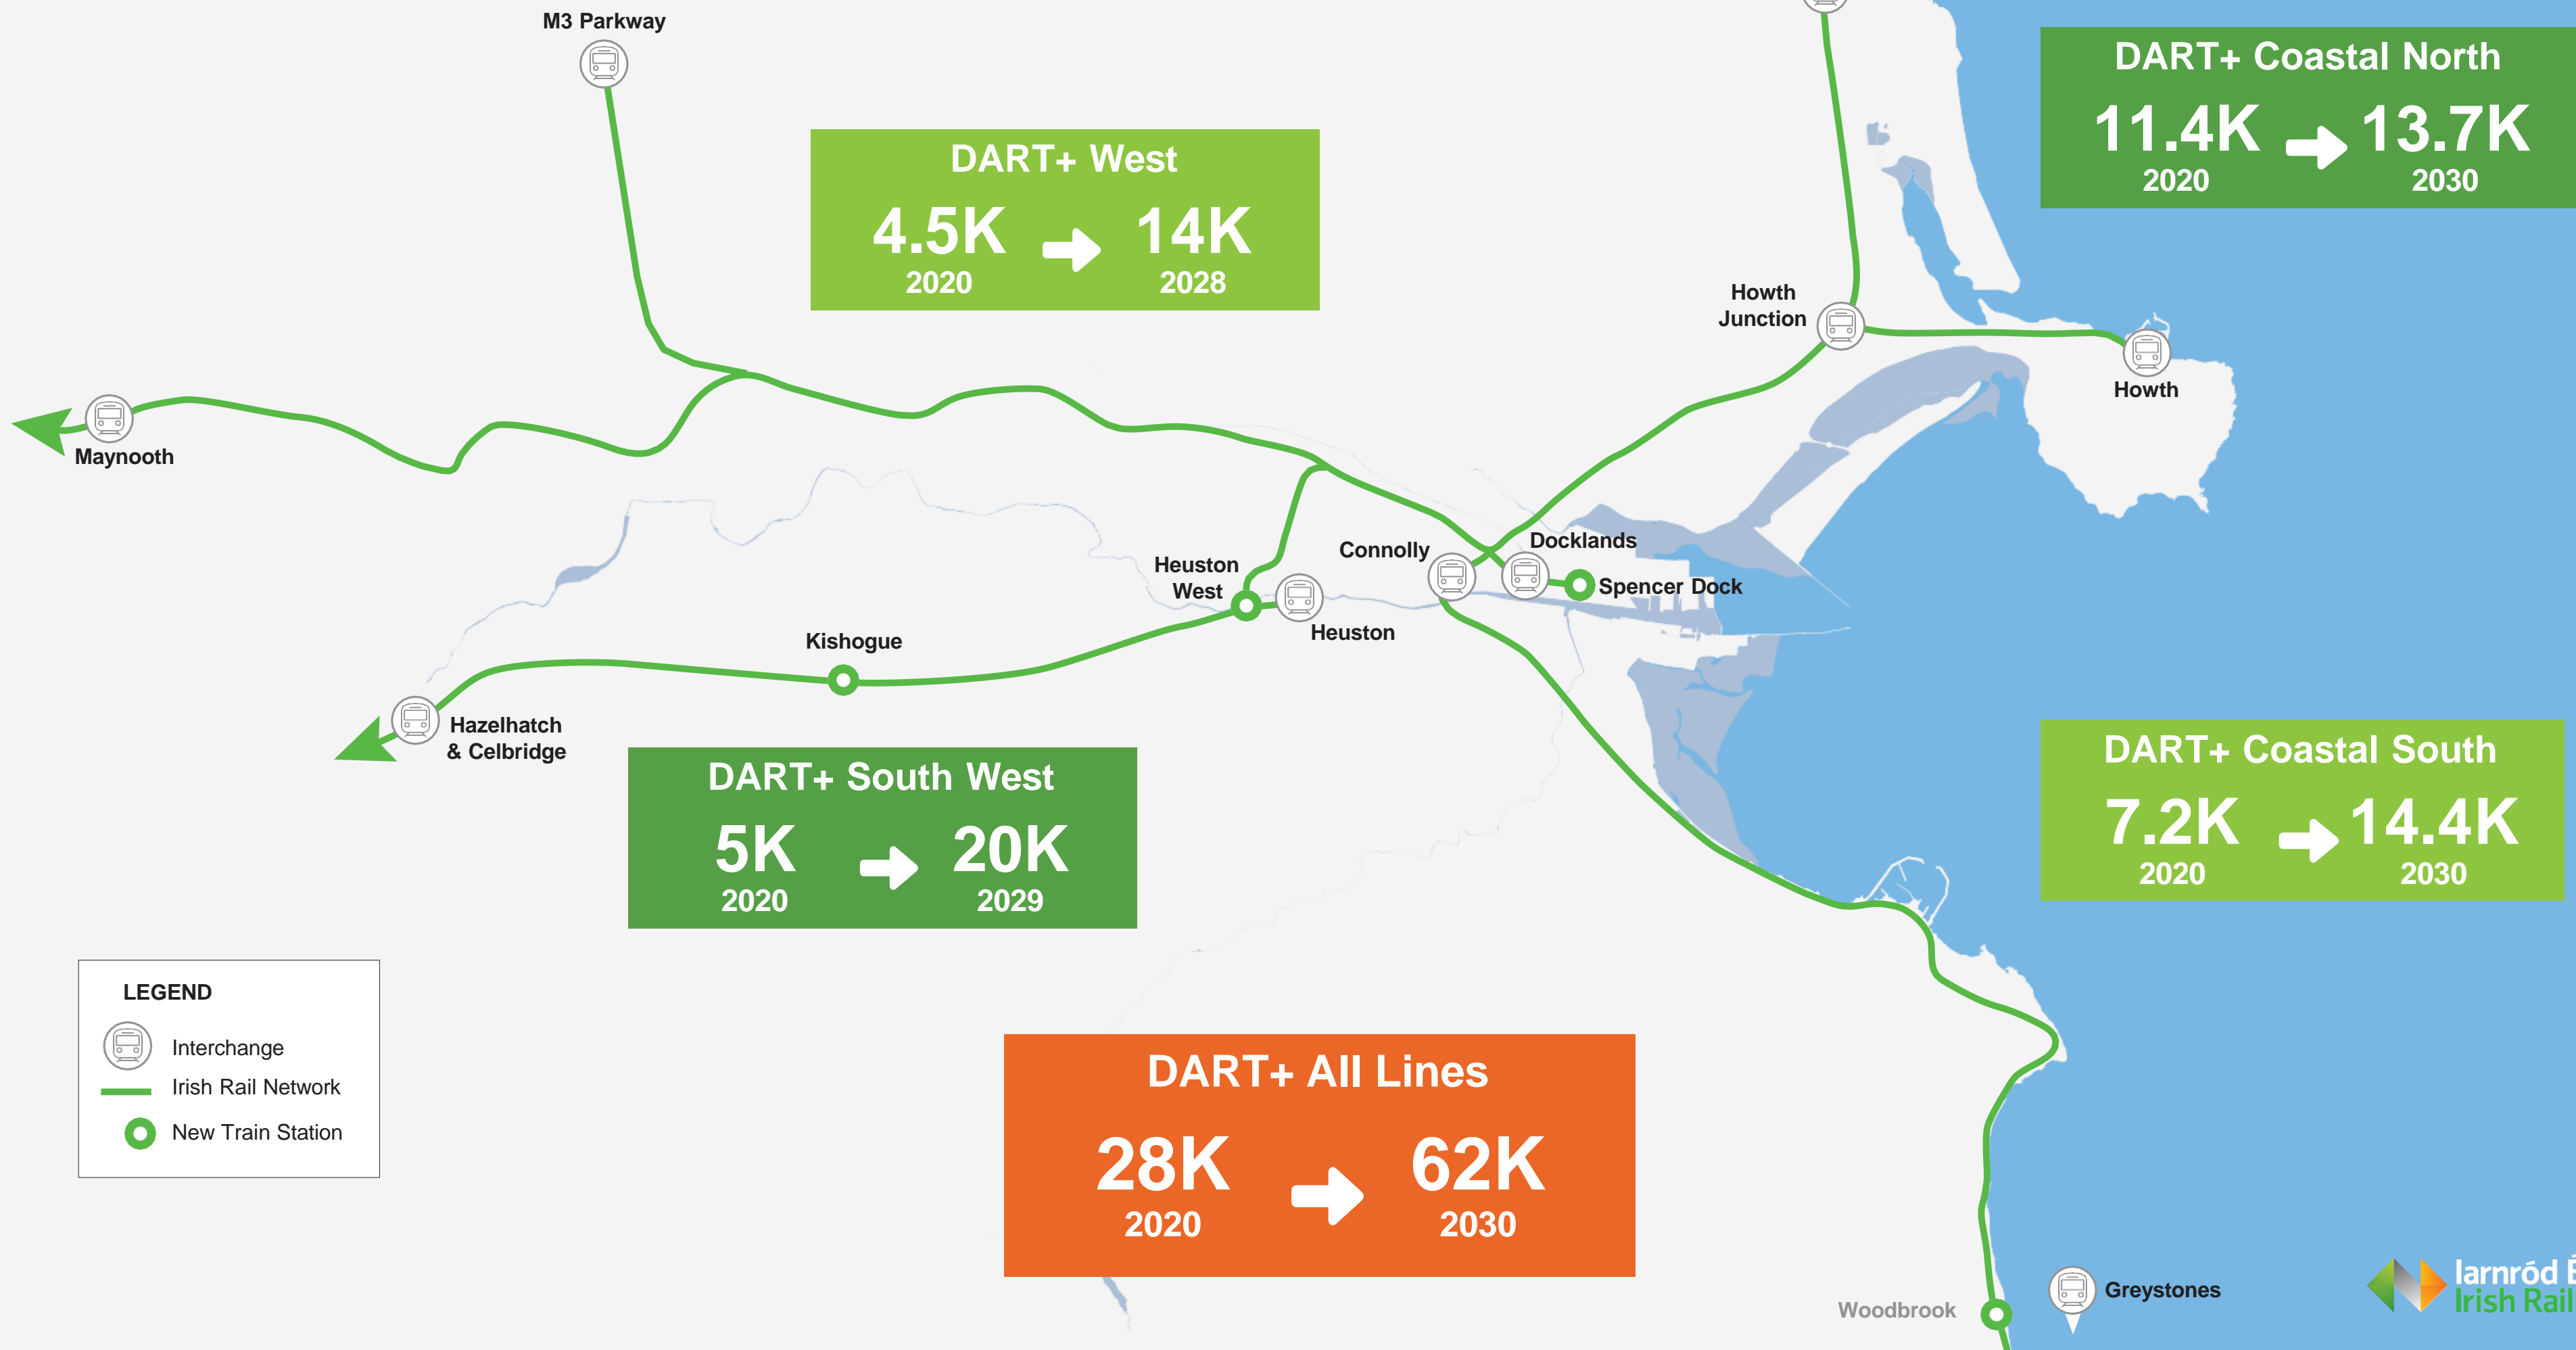 M3 Parkway
DART+ Coastal North
11.4K 13.7K
2020 2030
DART+ West
4.5K 14K
2020 2028
Howth
Junction
Howth
Maynooth
Connolly
Docklands
Heuston
West
Spencer Dock
Heuston
Kishogue
Hazelhatch
& Celbridge
DART+ South West
5K 20K
2020 2029
DART+ Coastal South
7.2K 14.4K
2020 2030
LEGEND
Interchange
Irish Rail Network
New Train Station
DART+ All Lines
28K 62K
2020 2030
Woodbrook
Greystones
Iarnród
Irish Rail